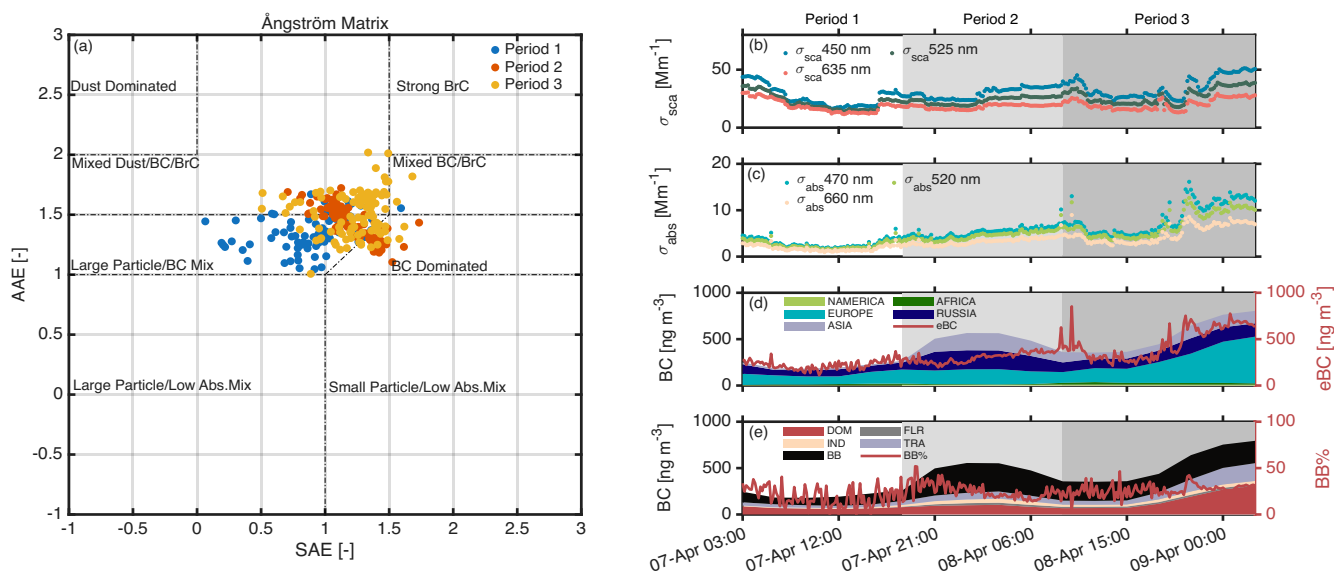 Ångström Matrix
(a)
Period 1
Period 2
Period 3
Dust Dominated
Strong BrC
Mixed Dust/BC/BrC
Mixed BC/BrC
Large Particle/BC Mix
BC Dominated
Large Particle/Low Abs.Mix
Small Particle/Low Abs.Mix
AAE [-]
3
2.5
2
1.5
1
0.5
0
-0.5
-1
-1
0
0.5
1
1.5
2
2.5
3
SAE [-]
Period 1 Period 2 Period 3
(b)
σsca450 nm σsca525 nm
σsca635 nm
σsca [Mm-1]
50
0
(c)
σabs 470 nm σabs520 nm
σabs 660 nm
σabs [Mm-1]
20
10
0
(d)
NAMERICA AFRICA
EUROPE RUSSIA
ASIA eBC
BC [ng m-3]
1000
500
0
1000
500
0
eBC [ng m-3]
(e)
DOM FLR
IND TRA
BB BB%
BC [ng m-3]
1000
500
0
100
50
0
BB%
07-Apr 03:00
07-Apr 12:00
07-Apr 21:00
08-Apr 06:00
08-Apr 15:00
09-Apr 00:00